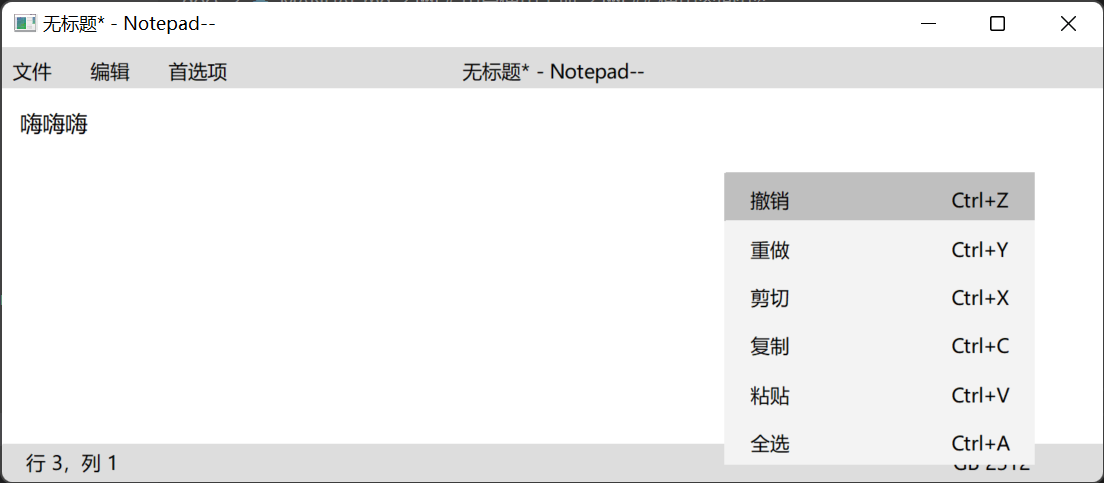 无标题* - Notepad--
文件 编辑 首选项 无标题* - Notepad--
嗨嗨嗨
撤销 Ctrl+Z
重做 Ctrl+Y
剪切 Ctrl+X
复制 Ctrl+C
粘贴 Ctrl+V
全选 Ctrl+A
行 3，列 1 GB 2312